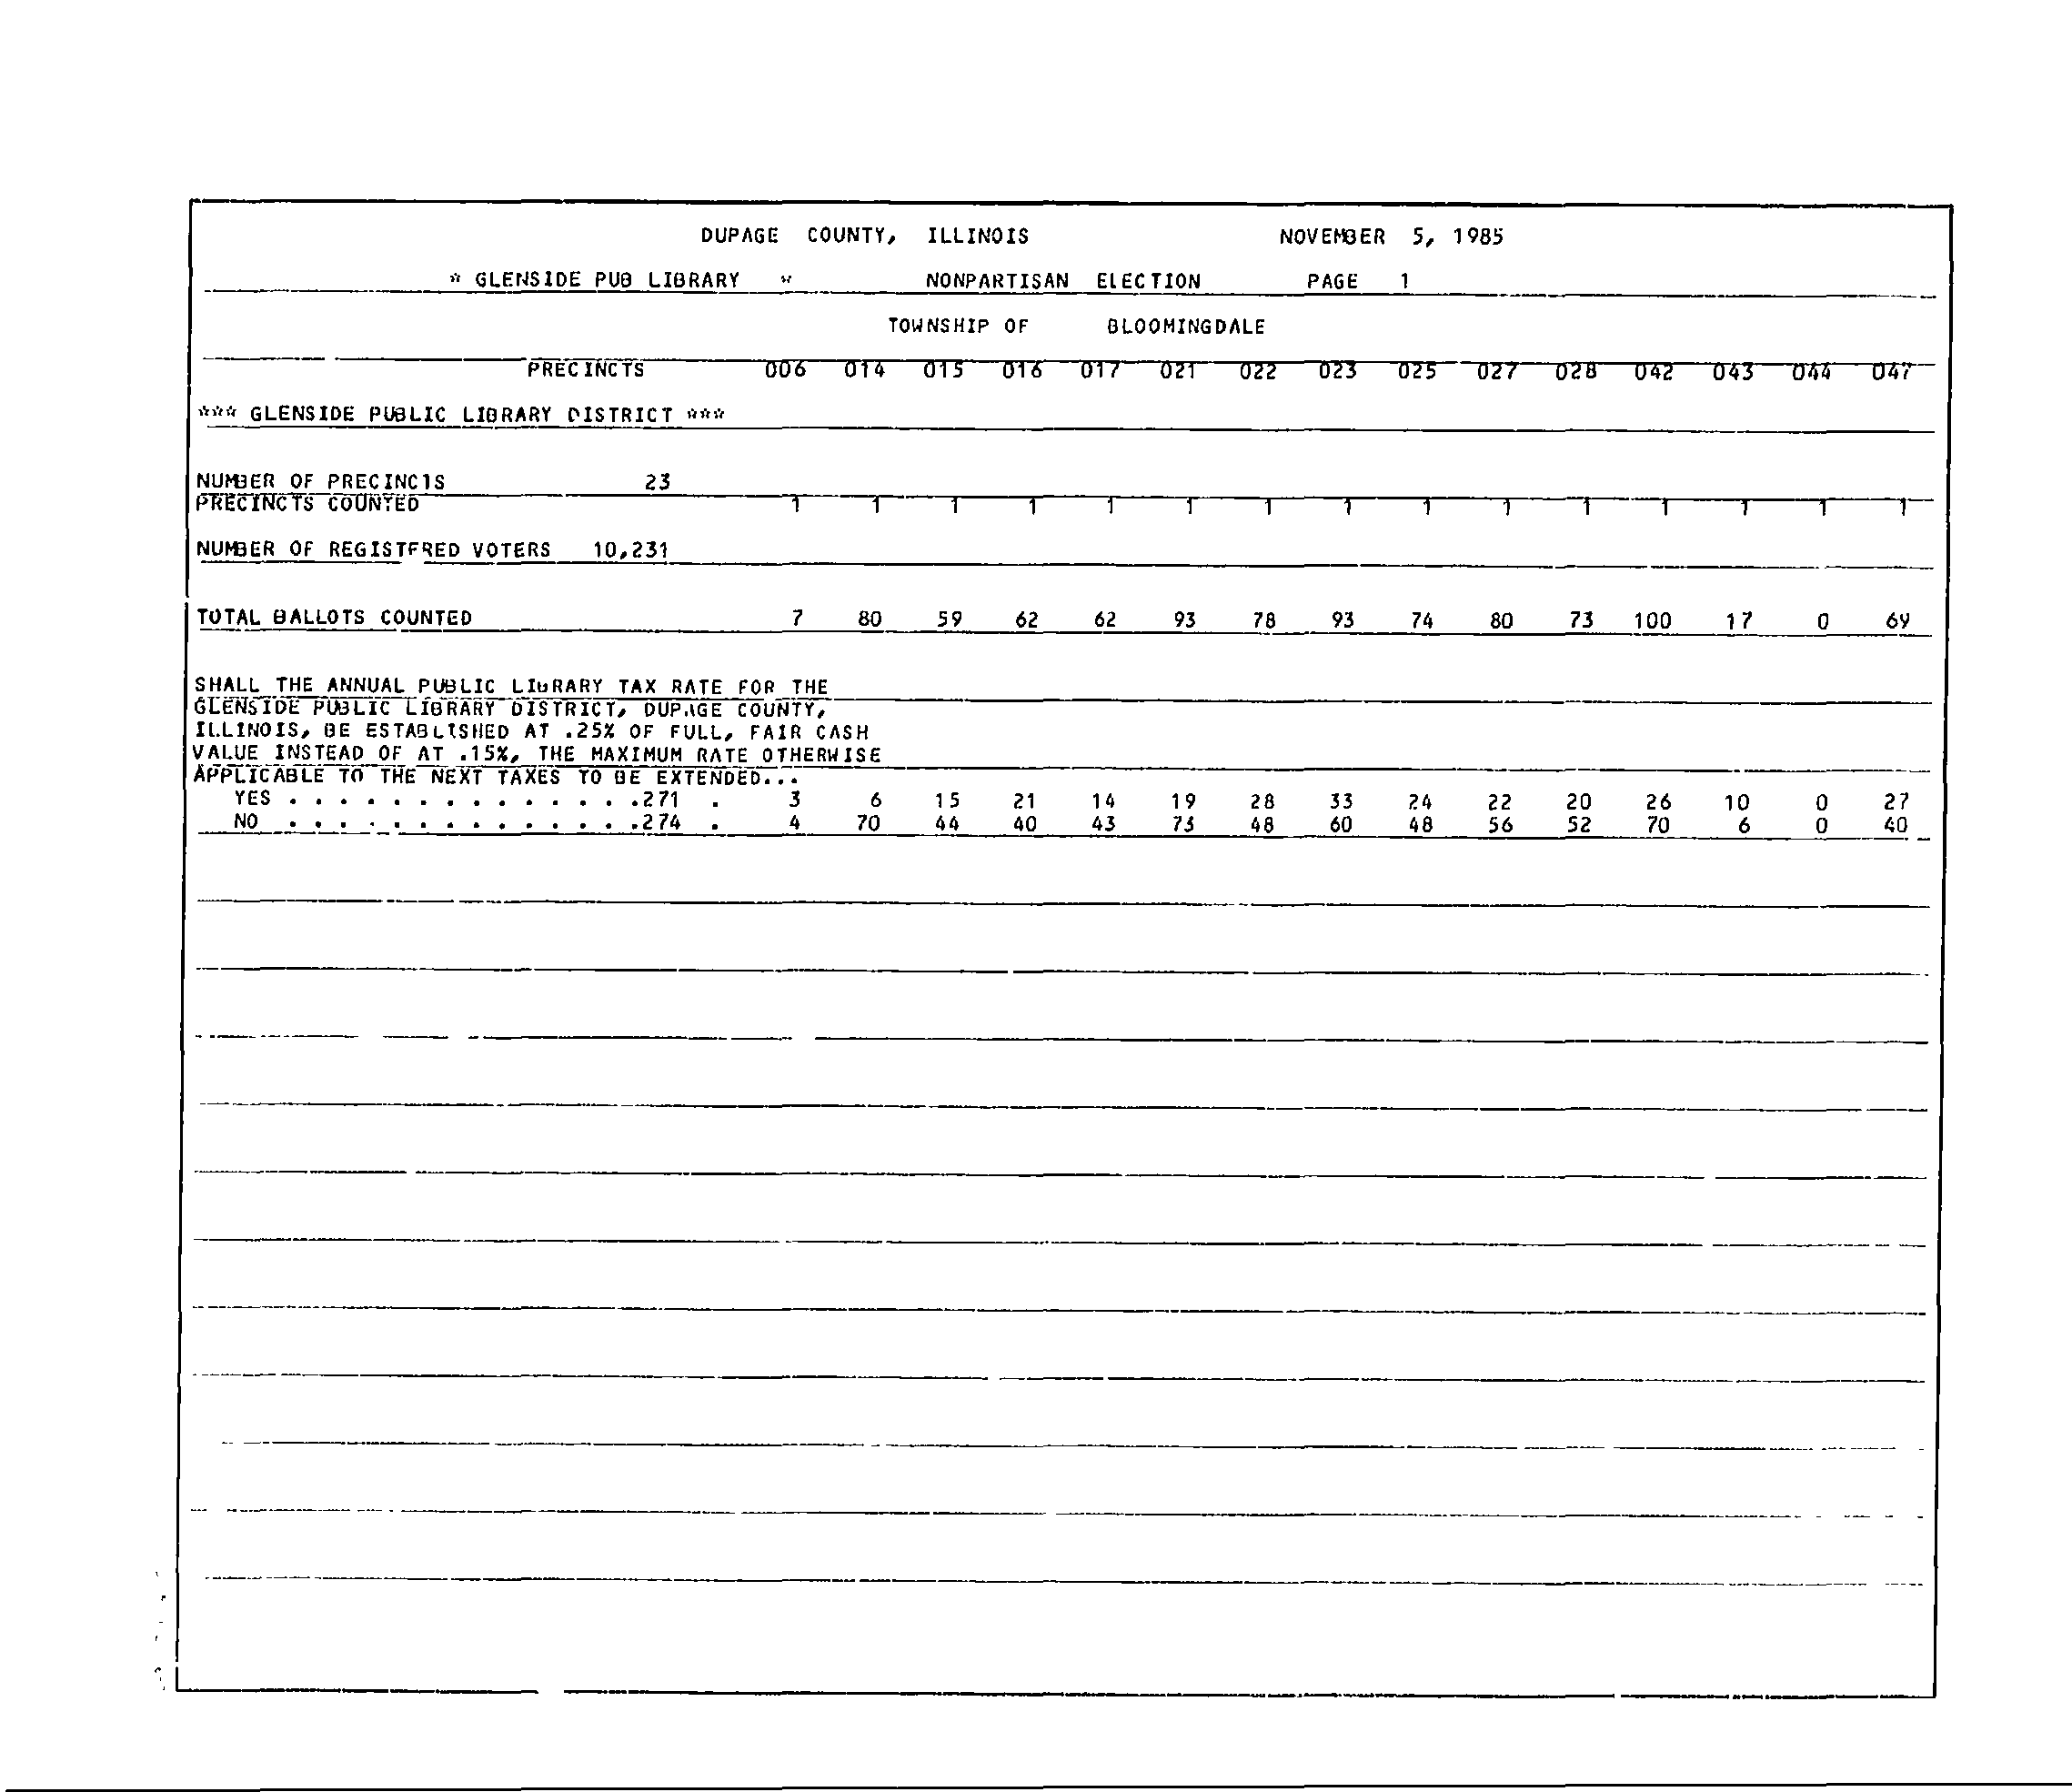 DUPAGE COUNTY, ILLINOIS NOVEMBER 5, 1985
* GLENSIDE PUB LIBRARY * NONPARTISAN ELECTION PAGE 1
TOWNSHIP OF BLOOMINGDALE
PRECINCTS 006 014 015 016 017 021 022 023 025 027 028 042 043 044 047
*** GLENSIDE PUBLIC LIBRARY DISTRICT ***
NUMBER OF PRECINCTS 23
PRECINCTS COUNTED 1 1 1 1 1 1 1 1 1 1 1 1 1 1 1
NUMBER OF REGISTERED VOTERS 10,231
TOTAL BALLOTS COUNTED 7 80 59 62 62 93 78 93 74 80 73 100 17 0 69
SHALL THE ANNUAL PUBLIC LIBRARY TAX RATE FOR THE
GLENSIDE PUBLIC LIBRARY DISTRICT, DUPAGE COUNTY,
ILLINOIS, BE ESTABLISHED AT .25% OF FULL, FAIR CASH
VALUE INSTEAD OF AT .15%, THE MAXIMUM RATE OTHERWISE
APPLICABLE TO THE NEXT TAXES TO BE EXTENDED...
YES . . . . . . . . . . . . . .271 . 3 6 15 21 14 19 28 33 24 22 20 26 10 0 27
NO . . . . . . . . . . . . . .274 . 4 70 44 40 43 73 48 60 48 56 52 70 6 0 40